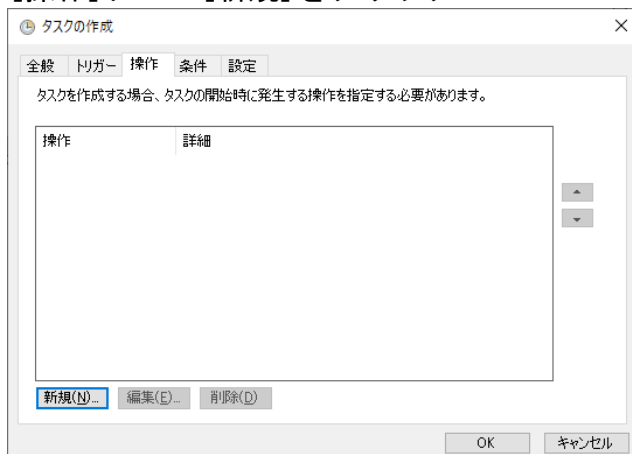 タスクの作成
全般 トリガー 操作 条件 設定
タスクを作成する場合、タスクの開始時に発生する操作を指定する必要があります。
操作 詳細
新規(N)... 編集(E)... 削除(D)
OK キャンセル